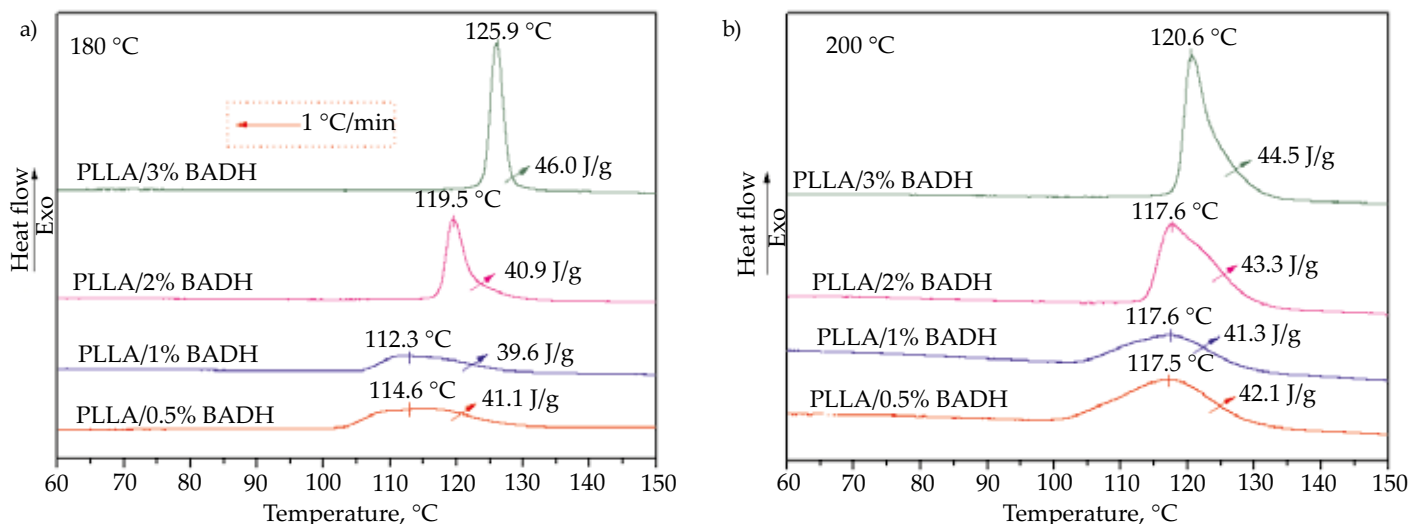 a)
180 °C
125.9 °C
1 °C/min
PLLA/3% BADH
46.0 J/g
119.5 °C
PLLA/2% BADH
40.9 J/g
112.3 °C
PLLA/1% BADH
39.6 J/g
114.6 °C
PLLA/0.5% BADH
41.1 J/g
Heat flow
Exo
60 70 80 90 100 110 120 130 140 150
Temperature, °C
b)
200 °C
120.6 °C
PLLA/3% BADH
44.5 J/g
117.6 °C
PLLA/2% BADH
43.3 J/g
117.6 °C
PLLA/1% BADH
41.3 J/g
117.5 °C
PLLA/0.5% BADH
42.1 J/g
Heat flow
Exo
60 70 80 90 100 110 120 130 140 150
Temperature, °C